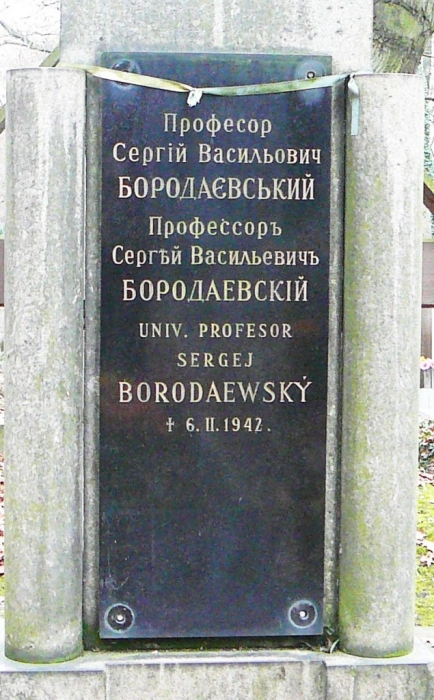 Професор
Сергій Васильович
БОРОДАЄВСЬКИЙ
Профессоръ
Сергѣй Васильевичъ
БОРОДАЕВСКІЙ
UNIV. PROFESOR
SERGEJ
BORODAEWSKÝ
† 6. II. 1942.